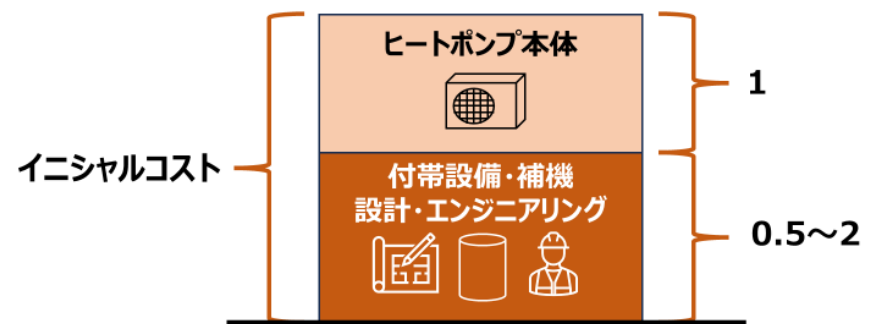 ヒートポンプ本体
1
イニシャルコスト
付帯設備・補機
設計・エンジニアリング
0.5～2